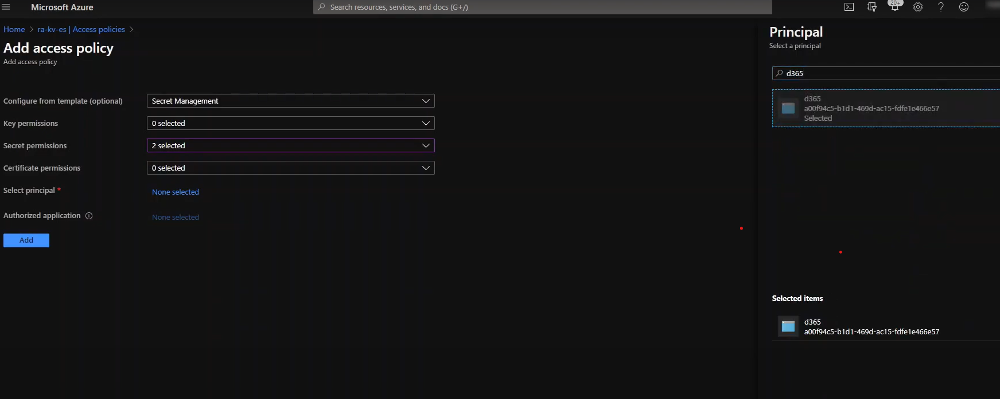 Microsoft Azure
Search resources, services, and docs (G+/)
20+
Home > ra-kv-es | Access policies >
Add access policy
Add access policy
Configure from template (optional)
Secret Management
Key permissions
0 selected
Secret permissions
2 selected
Certificate permissions
0 selected
Select principal *
None selected
Authorized application
None selected
Add
Principal
Select a principal
d365
d365
a00f94c5-b1d1-469d-ac15-fdfe1e466e57
Selected
Selected items
d365
a00f94c5-b1d1-469d-ac15-fdfe1e466e57